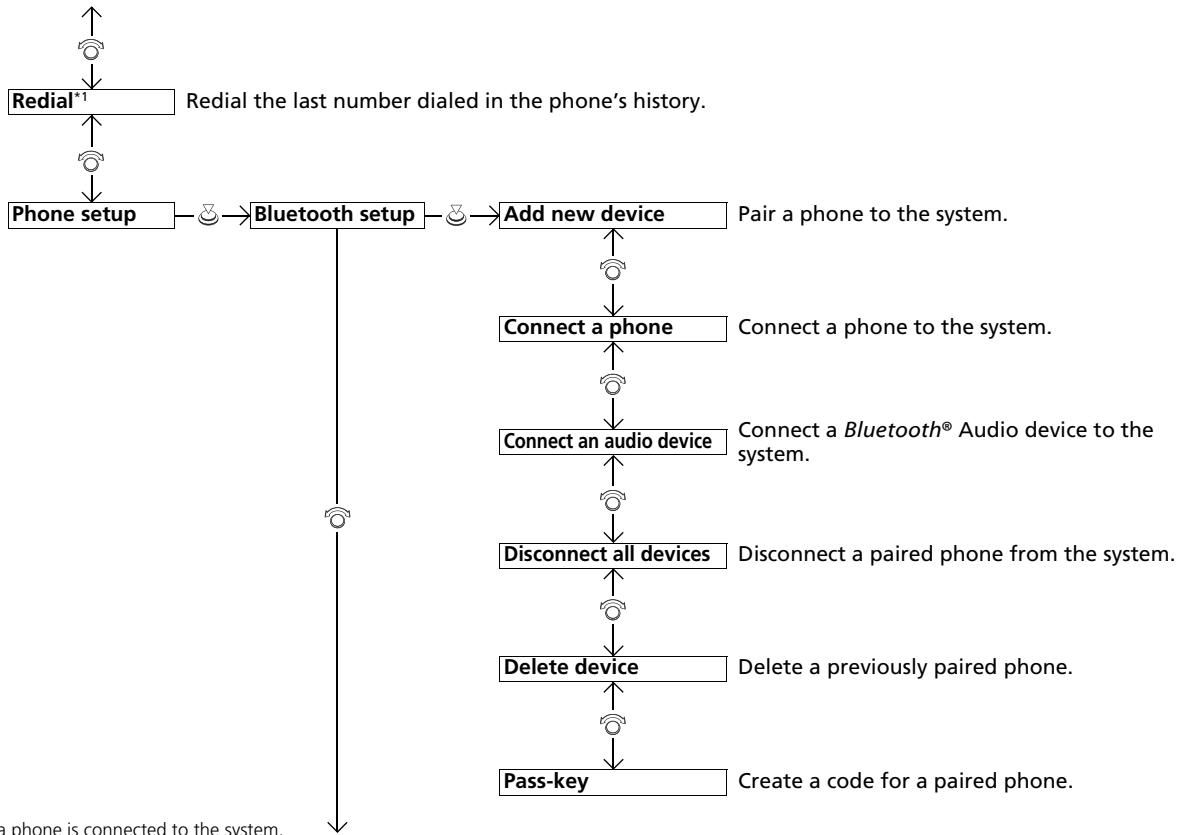 Redial*1 Redial the last number dialed in the phone's history.
Phone setup Bluetooth setup Add new device Pair a phone to the system.
Connect a phone Connect a phone to the system.
Connect an audio device Connect a Bluetooth® Audio device to the
system.
Disconnect all devices Disconnect a paired phone from the system.
Delete device Delete a previously paired phone.
Pass-key Create a code for a paired phone.
a phone is connected to the system.